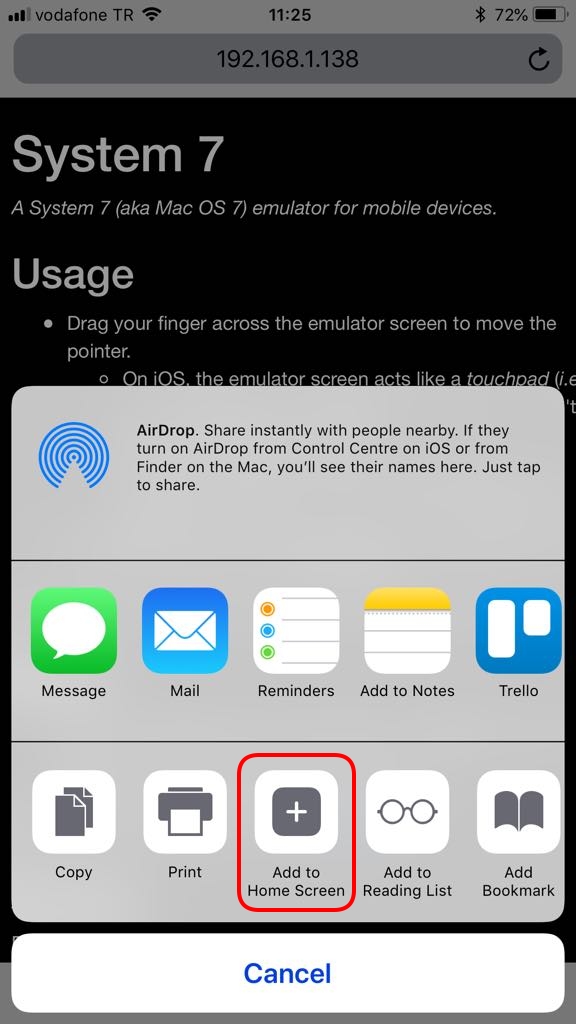 vodafone TR
11:25
72%
192.168.1.138
System 7
A System 7 (aka Mac OS 7) emulator for mobile devices.
Usage
• Drag your finger across the emulator screen to move the
pointer.
On iOS, the emulator screen acts like a touchpad (i.e
't
AirDrop. Share instantly with people nearby. If they
turn on AirDrop from Control Centre on iOS or from
Finder on the Mac, you'll see their names here. Just tap
to share.
Message
Mail
Reminders
Add to Notes
Trello
Copy
Print
Add to
Home Screen
Add to
Reading List
Add
Bookmark
Cancel